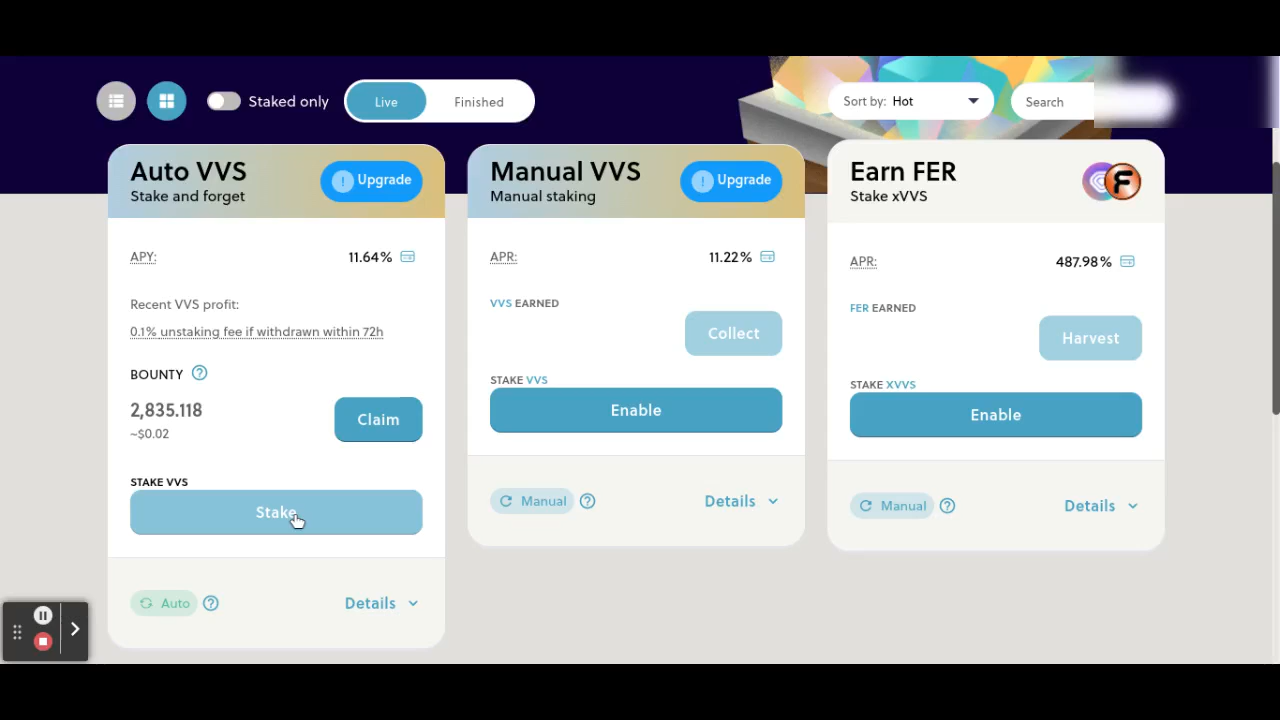 Staked only
Live
Finished
Sort by: Hot
Search
Auto VVS
Stake and forget
! Upgrade
APY:
11.64%
Recent VVS profit:
0.1% unstaking fee if withdrawn within 72h
BOUNTY ?
2,835.118
~$0.02
Claim
STAKE VVS
Stake
Auto ?
Details
Manual VVS
Manual staking
! Upgrade
APR:
11.22%
VVS EARNED
Collect
STAKE VVS
Enable
Manual ?
Details
Earn FER
Stake xVVS
F
APR:
487.98%
FER EARNED
Harvest
STAKE XVVS
Enable
Manual ?
Details